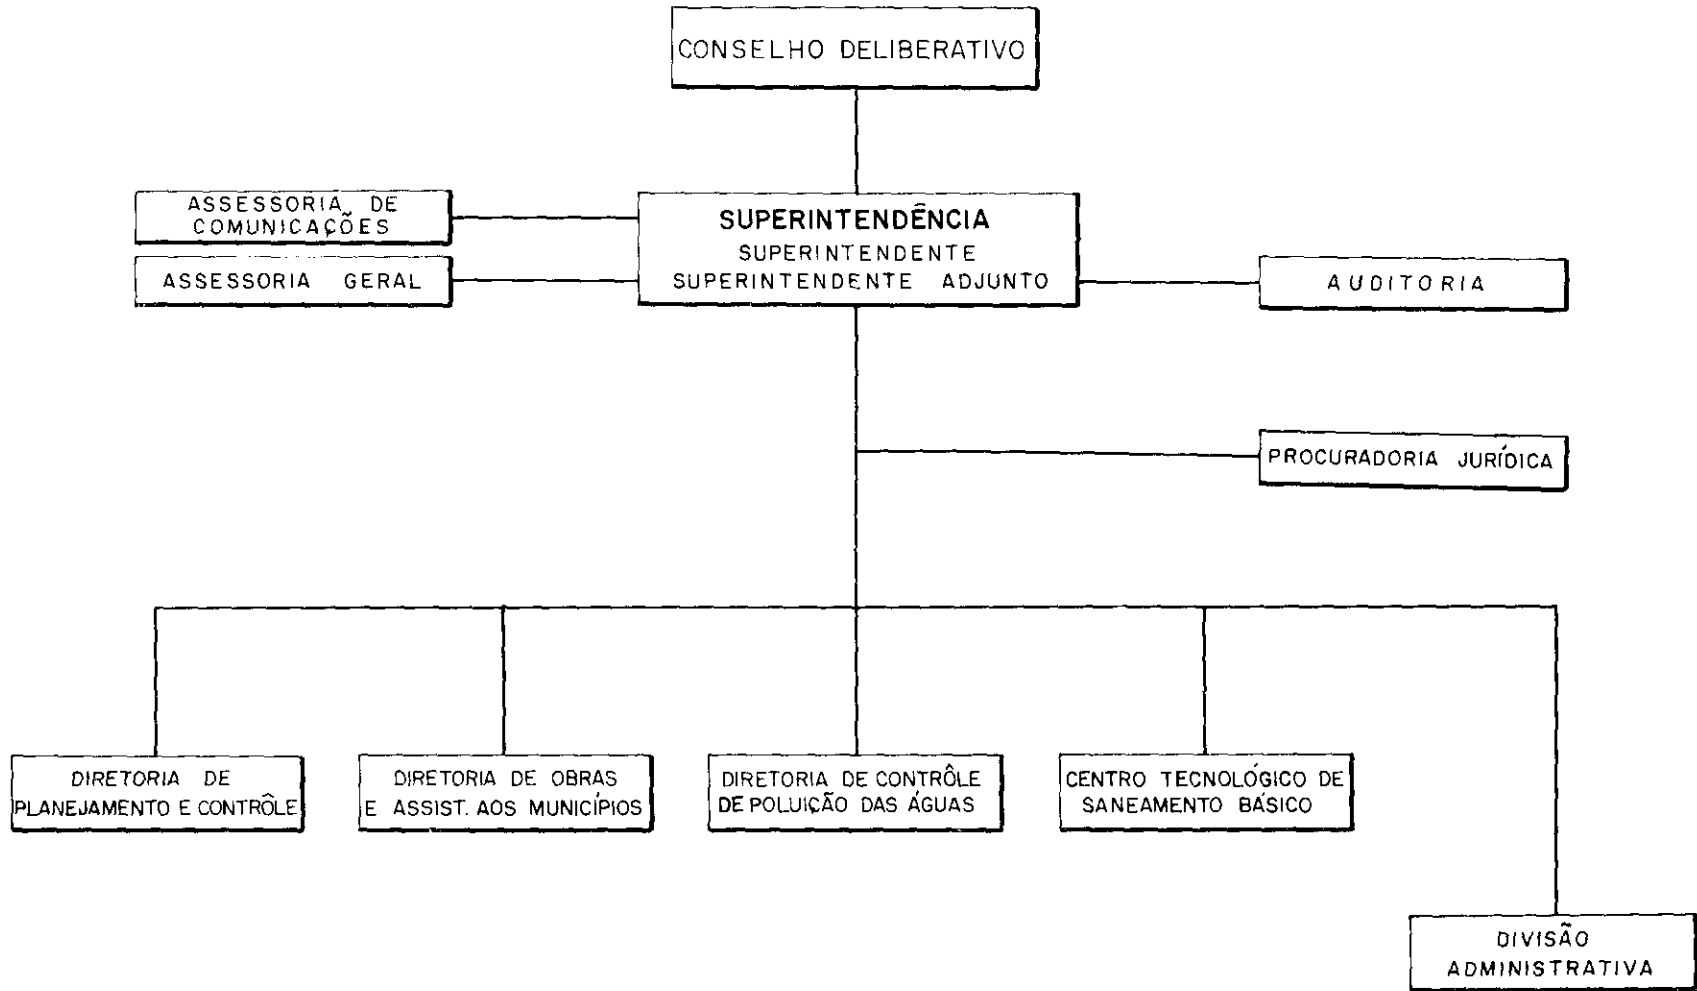 CONSELHO DELIBERATIVO
ASSESSORIA DE
COMUNICAÇÕES
ASSESSORIA GERAL
SUPERINTENDÊNCIA
SUPERINTENDENTE
SUPERINTENDENTE ADJUNTO
AUDITORIA
PROCURADORIA JURÍDICA
DIRETORIA DE
PLANEJAMENTO E CONTRÔLE
DIRETORIA DE OBRAS
E ASSIST. AOS MUNICÍPIOS
DIRETORIA DE CONTRÔLE
DE POLUIÇÃO DAS ÁGUAS
CENTRO TECNOLÓGICO DE
SANEAMENTO BÁSICO
DIVISÃO
ADMINISTRATIVA